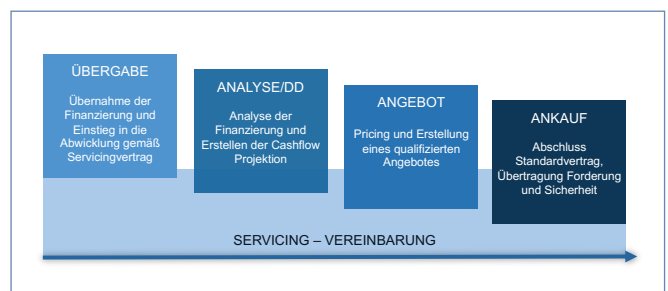 ÜBERGABE
Übernahme der
Finanzierung und
Einstieg in die
Abwicklung gemäß
Servicingvertrag
ANALYSE/DD
Analyse der
Finanzierung und
Erstellen der Cashflow
Projektion
ANGEBOT
Pricing und Erstellung
eines qualifizierten
Angebotes
ANKAUF
Abschluss
Standardvertrag,
Übertragung Forderung
und Sicherheit
SERVICING – VEREINBARUNG